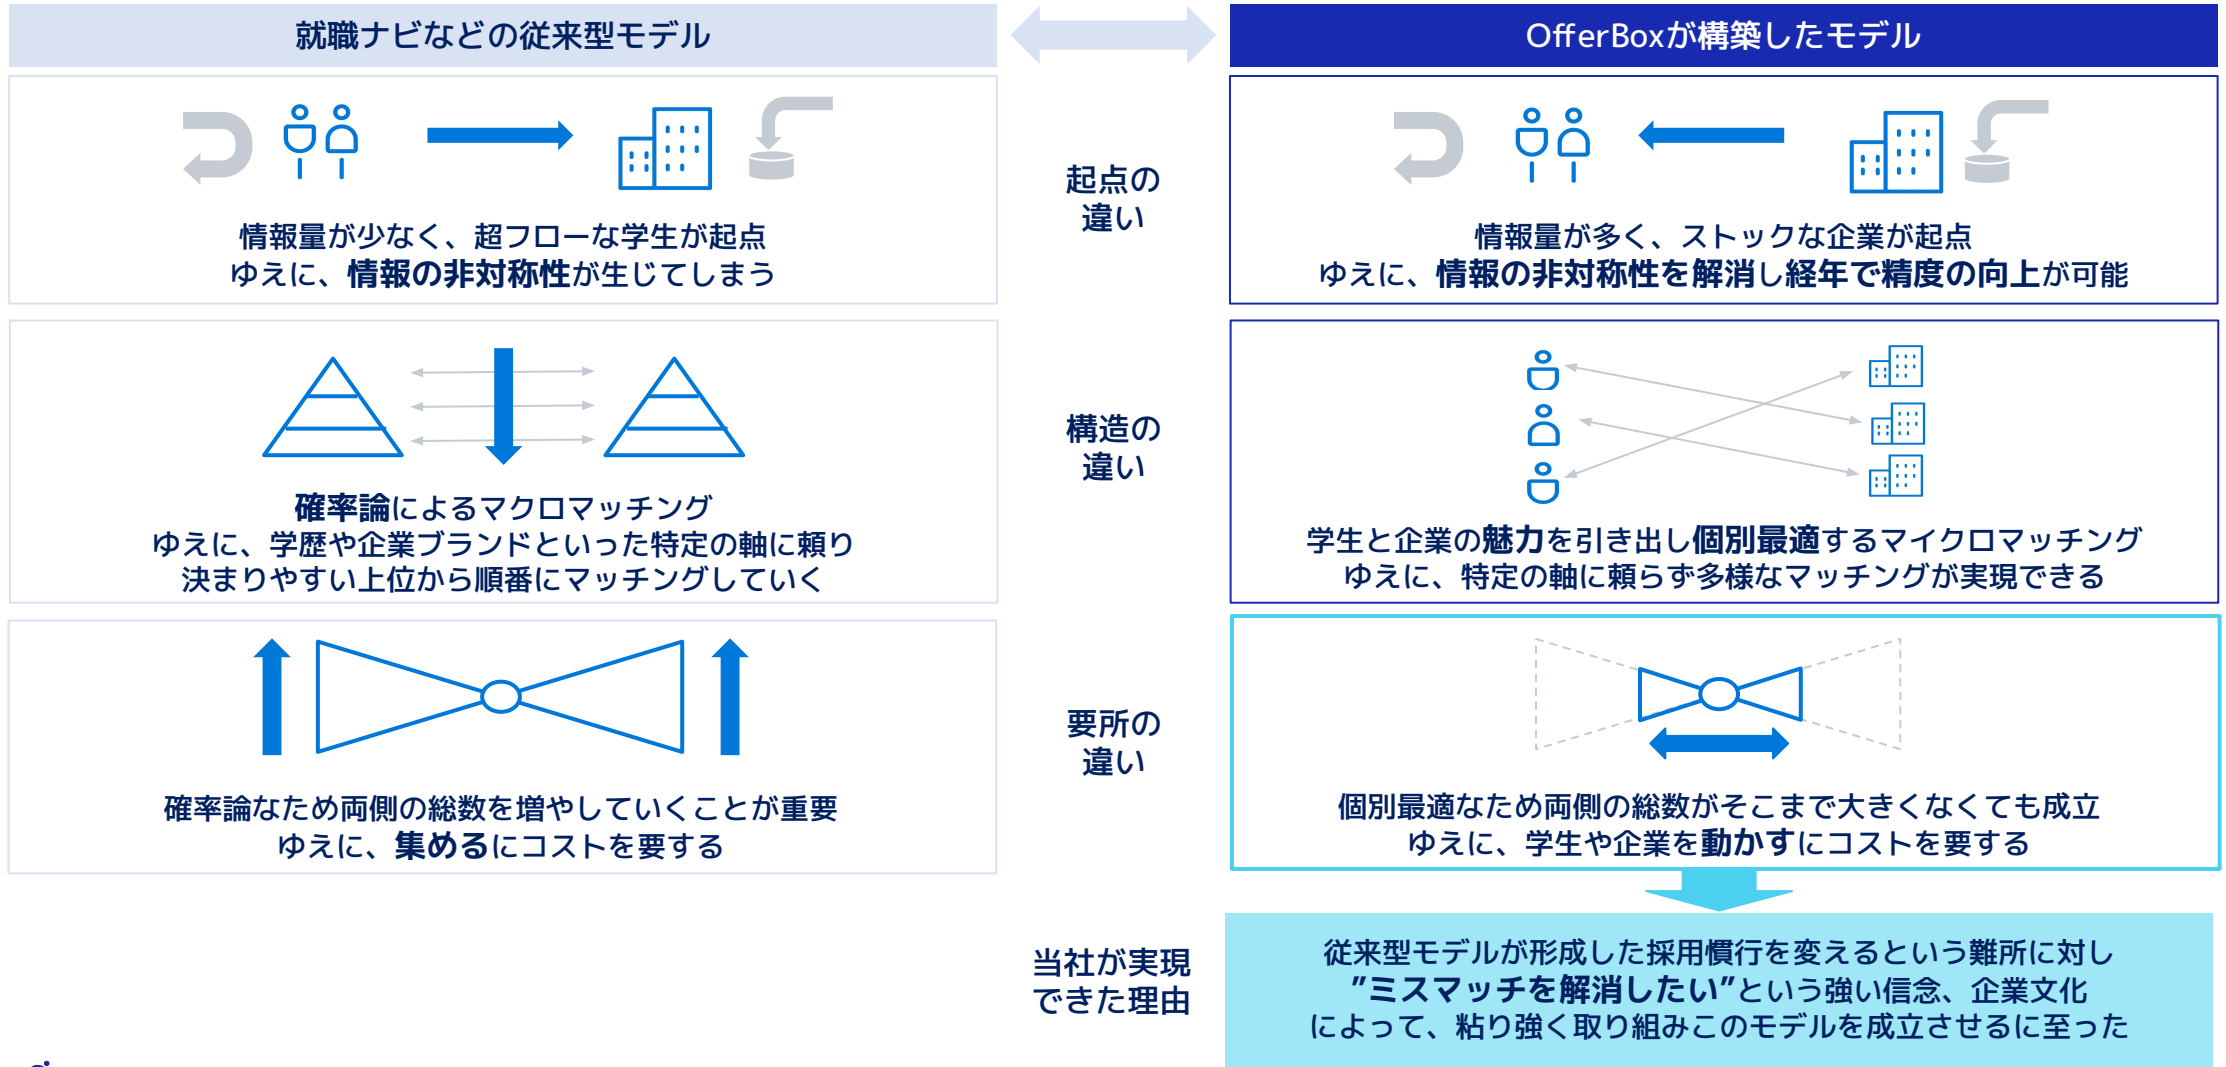 就職ナビなどの従来型モデル
OfferBoxが構築したモデル
情報量が少なく、超フローな学生が起点
ゆえに、情報の非対称性が生じてしまう
起点の
違い
情報量が多く、ストックな企業が起点
ゆえに、情報の非対称性を解消し経年で精度の向上が可能
確率論によるマクロマッチング
ゆえに、学歴や企業ブランドといった特定の軸に頼り
決まりやすい上位から順番にマッチングしていく
構造の
違い
学生と企業の魅力を引き出し個別最適するマイクロマッチング
ゆえに、特定の軸に頼らず多様なマッチングが実現できる
確率論なため両側の総数を増やしていくことが重要
ゆえに、集めるにコストを要する
要所の
違い
個別最適なため両側の総数がそこまで大きくなくても成立
ゆえに、学生や企業を動かすにコストを要する
当社が実現
できた理由
従来型モデルが形成した採用慣行を変えるという難所に対し
”ミスマッチを解消したい”という強い信念、企業文化
によって、粘り強く取り組みこのモデルを成立させるに至った